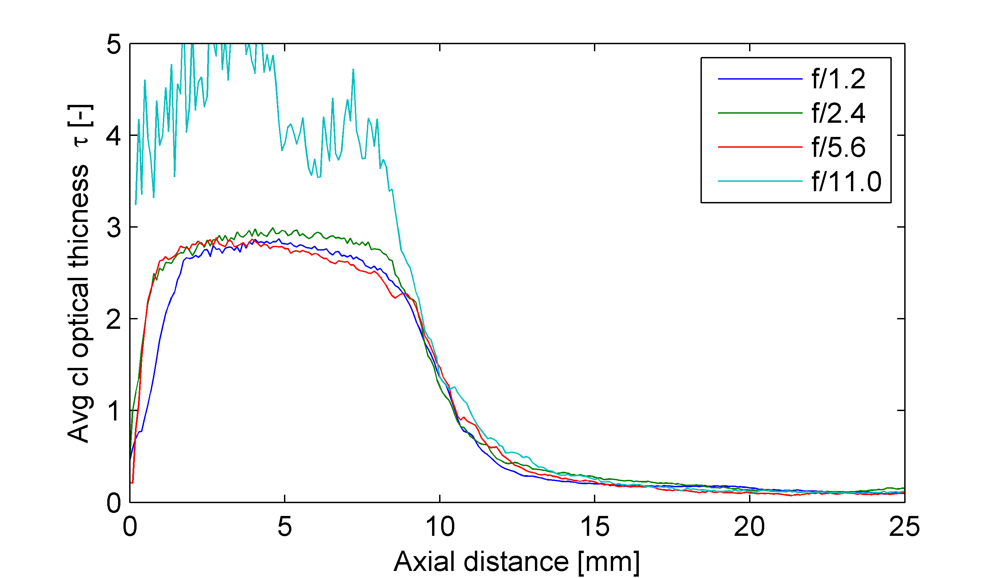 Avg cl optical thicness τ [-]
5
4
3
2
1
0
0 5 10 15 20 25
Axial distance [mm]
f/1.2
f/2.4
f/5.6
f/11.0